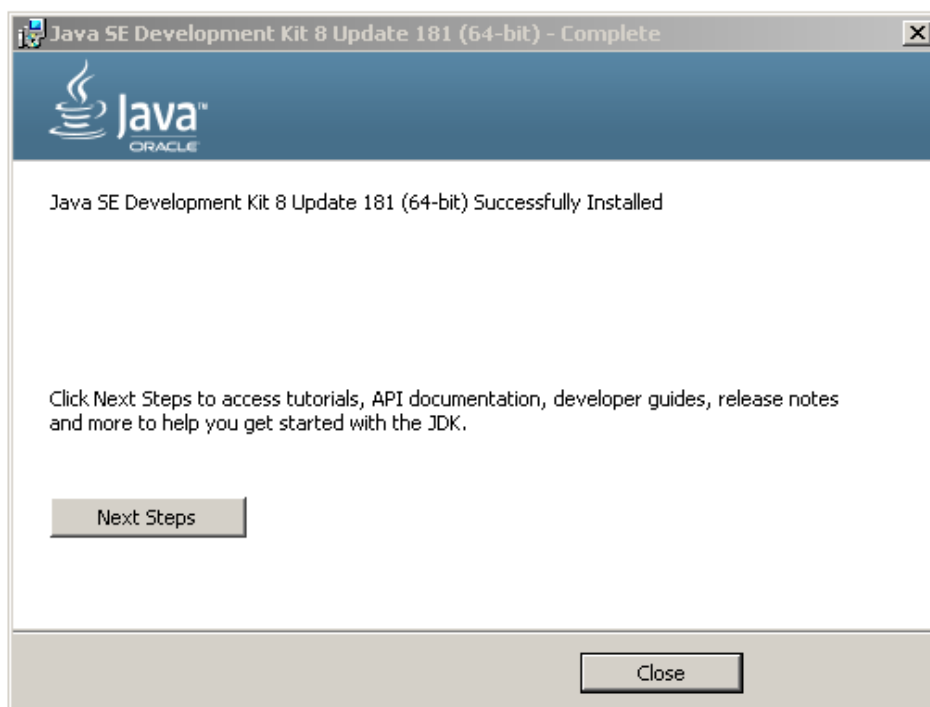 Java SE Development Kit 8 Update 181 (64-bit) - Complete
Java™
ORACLE
Java SE Development Kit 8 Update 181 (64-bit) Successfully Installed
Click Next Steps to access tutorials, API documentation, developer guides, release notes
and more to help you get started with the JDK.
Next Steps
Close